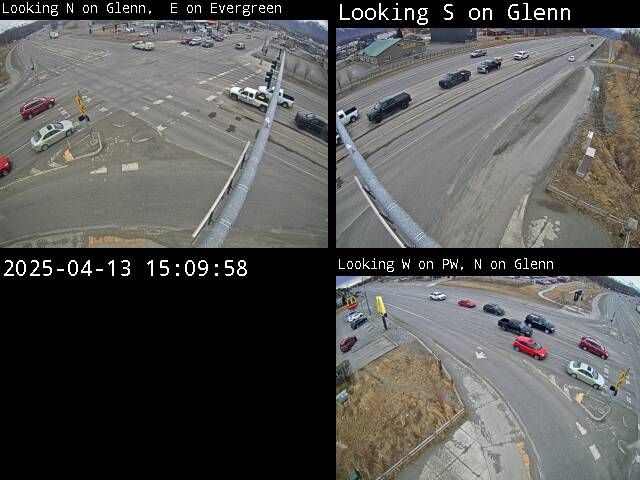 Looking N on Glenn,  E on Evergreen
Looking S on Glenn
2025-04-13 15:09:58
Looking W on PW, N on Glenn